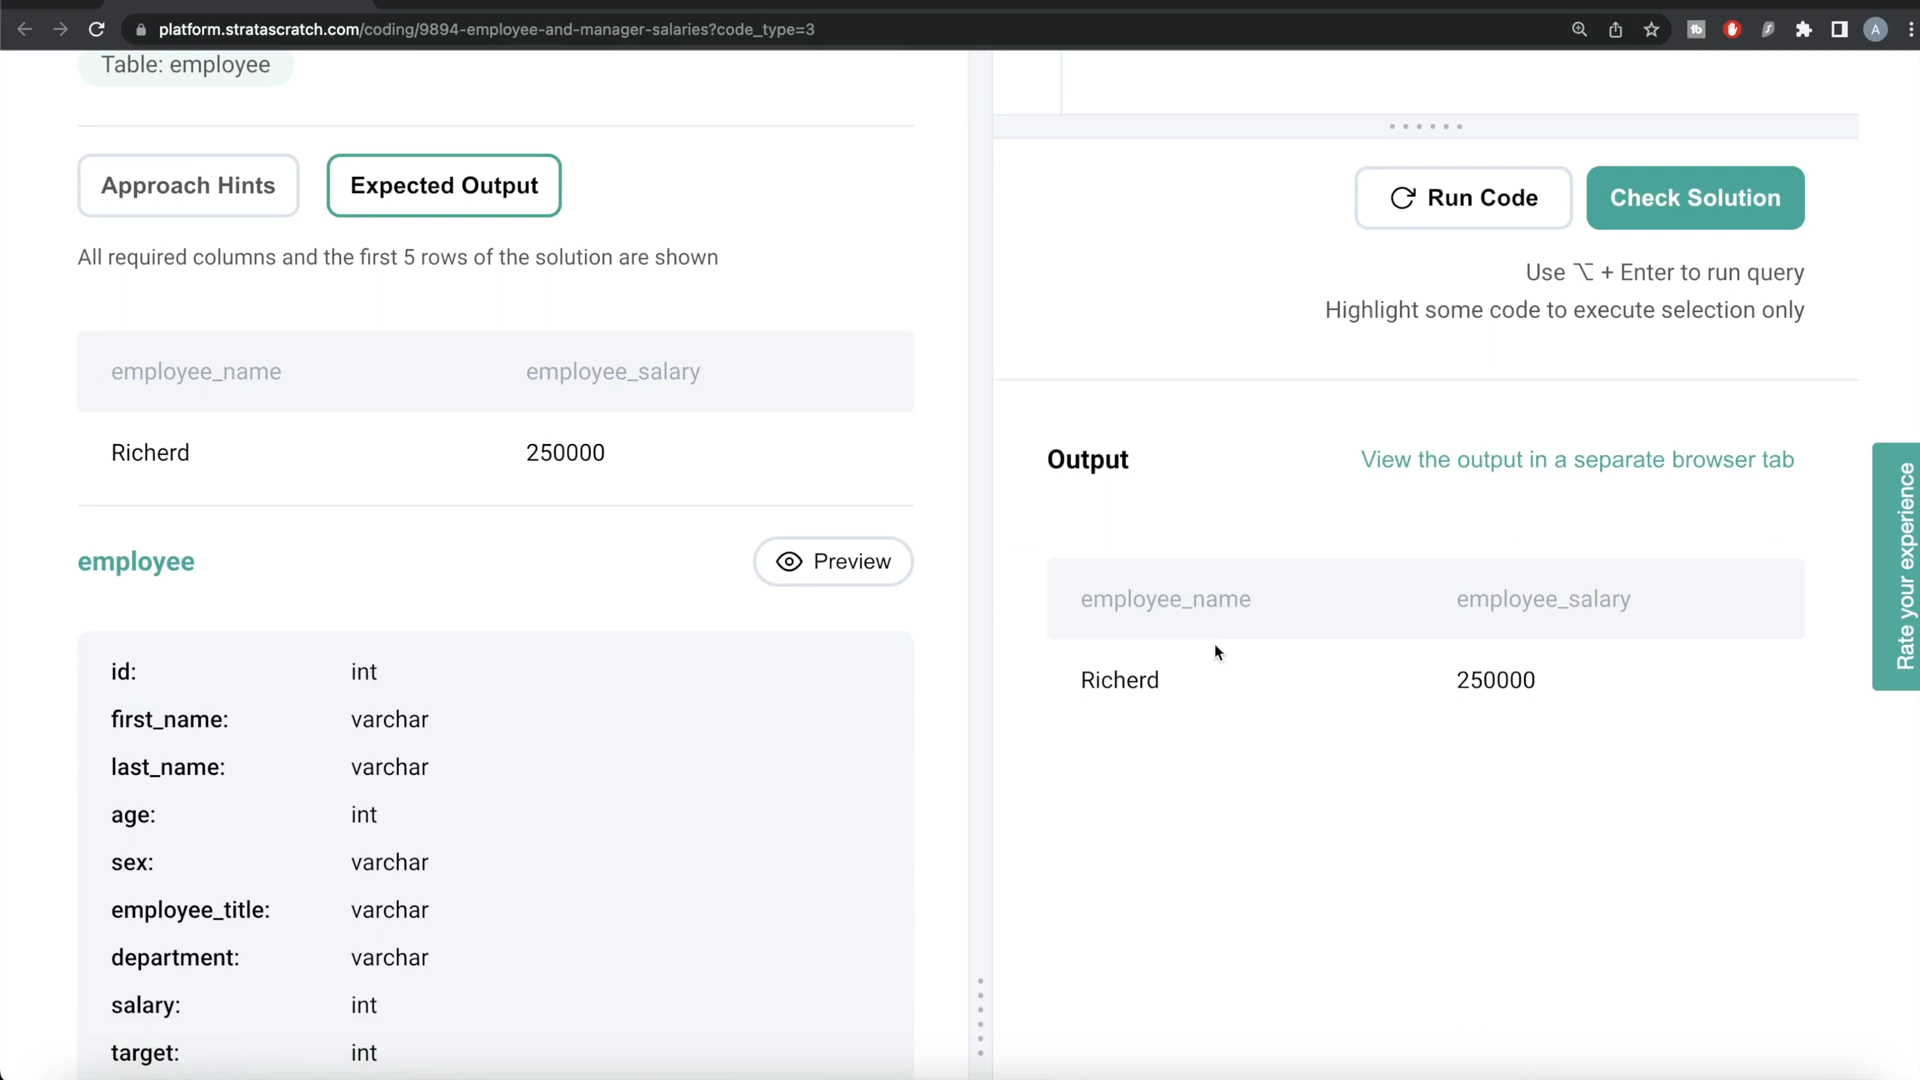 platform.stratascratch.com/coding/9894-employee-and-manager-salaries?code_type=3
A
Table: employee
Approach Hints
Expected Output
All required columns and the first 5 rows of the solution are shown
employee_name employee_salary
Richerd 250000
employee
Preview
id: int
first_name: varchar
last_name: varchar
age: int
sex: varchar
employee_title: varchar
department: varchar
salary: int
target: int
Run Code
Check Solution
Use ⌥ + Enter to run query
Highlight some code to execute selection only
Output
View the output in a separate browser tab
employee_name employee_salary
Richerd 250000
Rate your experience